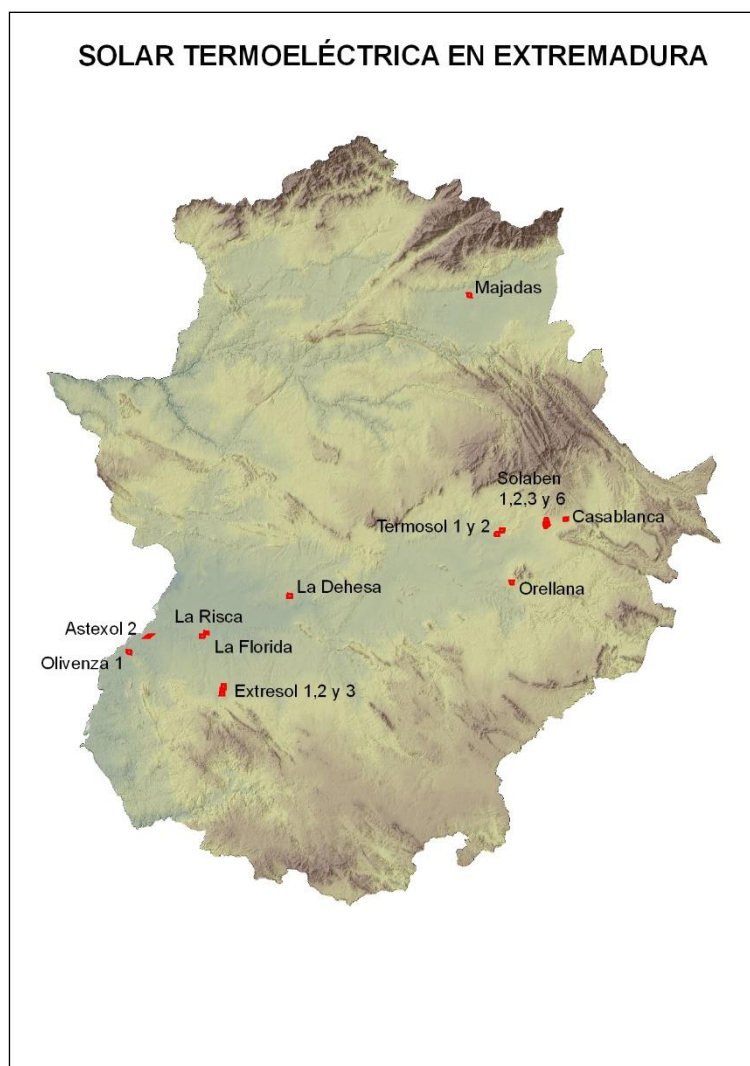 SOLAR TERMOELÉCTRICA EN EXTREMADURA
Majadas
Solaben
1,2,3 y 6
Casablanca
Termosol 1 y 2
Orellana
La Dehesa
La Risca
Astexol 2
La Florida
Olivenza 1
Extresol 1,2 y 3